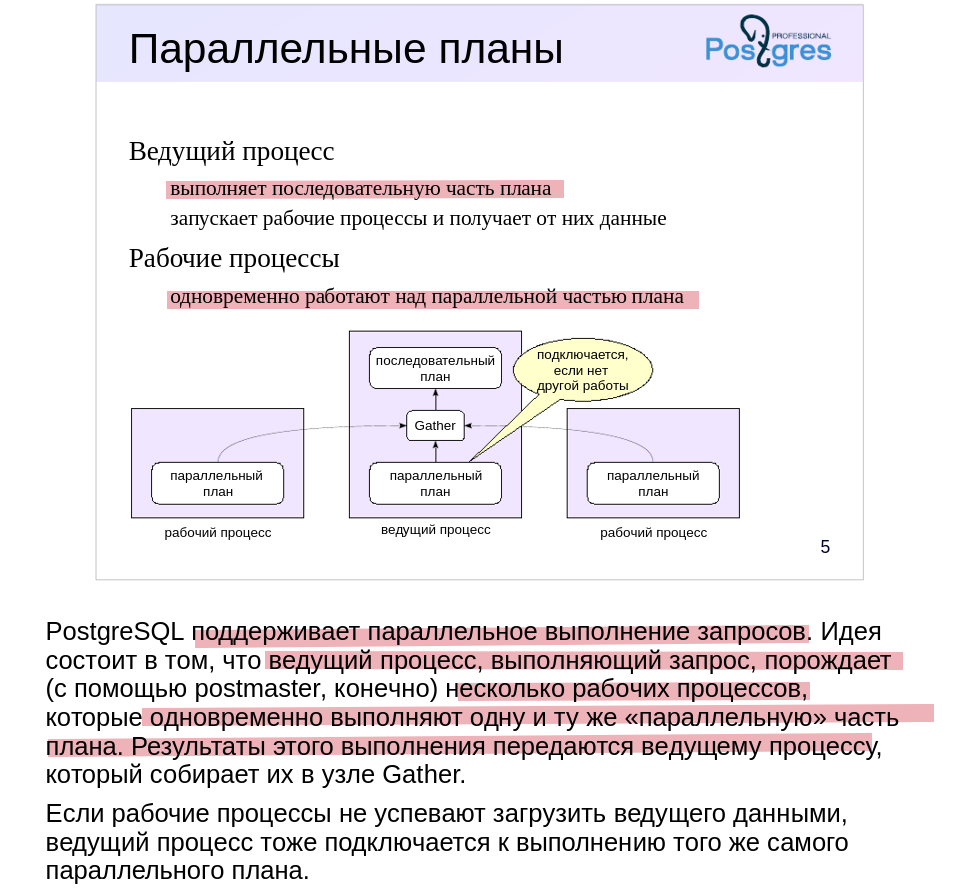 Параллельные планы
PROFESSIONAL
Postgres
Ведущий процесс
выполняет последовательную часть плана
запускает рабочие процессы и получает от них данные
Рабочие процессы
одновременно работают над параллельной частью плана
последовательный
план
подключается,
если нет
другой работы
Gather
параллельный
план
параллельный
план
параллельный
план
рабочий процесс
ведущий процесс
рабочий процесс
5
PostgreSQL поддерживает параллельное выполнение запросов. Идея
состоит в том, что ведущий процесс, выполняющий запрос, порождает
(с помощью postmaster, конечно) несколько рабочих процессов,
которые одновременно выполняют одну и ту же «параллельную» часть
плана. Результаты этого выполнения передаются ведущему процессу,
который собирает их в узле Gather.
Если рабочие процессы не успевают загрузить ведущего данными,
ведущий процесс тоже подключается к выполнению того же самого
параллельного плана.